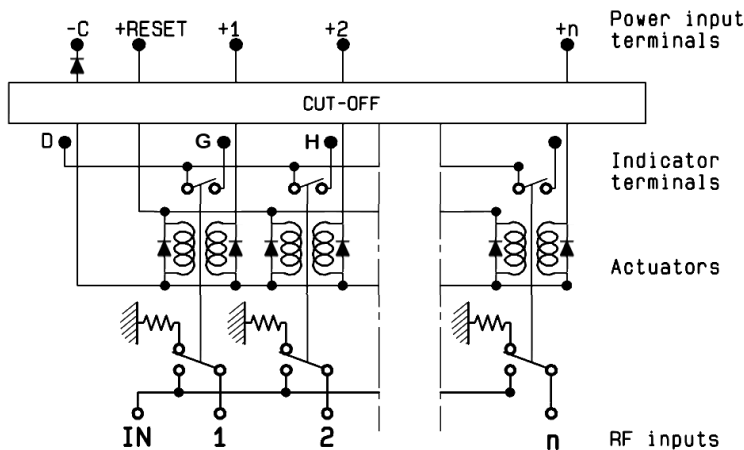 -C +RESET +1 +2 +n
Power input
terminals
CUT-OFF
D G H
Indicator
terminals
Actuators
IN 1 2 n
RF inputs